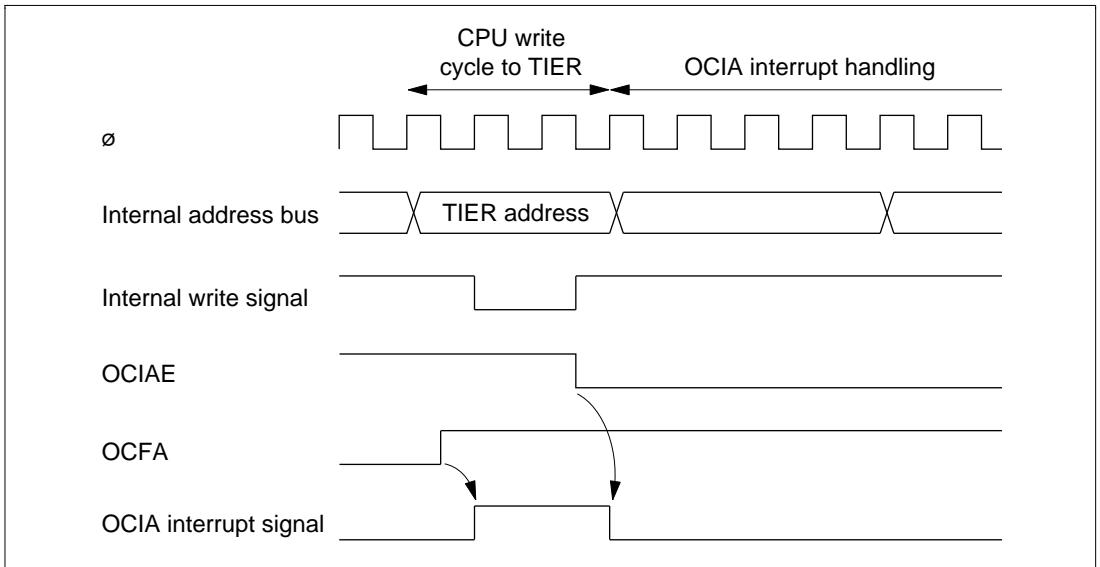 CPU write
cycle to TIER
OCIA interrupt handling
ø
Internal address bus
TIER address
Internal write signal
OCIAE
OCFA
OCIA interrupt signal